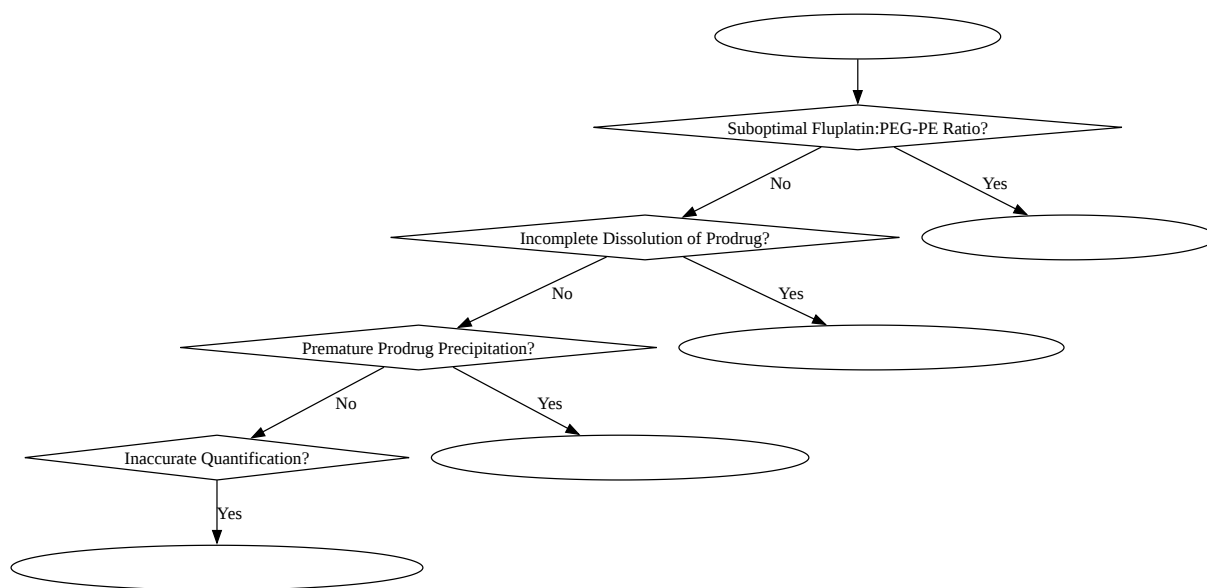 Suboptimal Fluplatin:PEG-PE Ratio?
No
Yes
Incomplete Dissolution of Prodrug?
No
Yes
Premature Prodrug Precipitation?
No
Yes
Inaccurate Quantification?
Yes